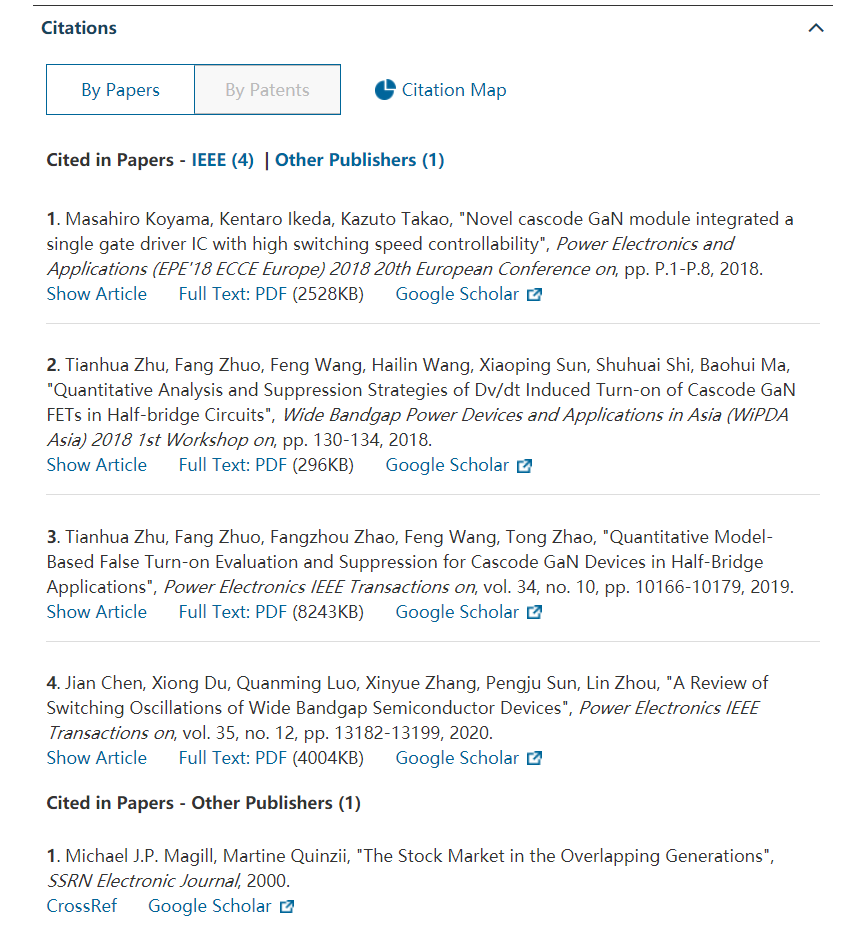 Citations
By Papers
By Patents
Citation Map
Cited in Papers - IEEE (4) | Other Publishers (1)
1. Masahiro Koyama, Kentaro Ikeda, Kazuto Takao, "Novel cascode GaN module integrated a
single gate driver IC with high switching speed controllability", Power Electronics and
Applications (EPE'18 ECCE Europe) 2018 20th European Conference on, pp. P.1-P.8, 2018.
Show Article Full Text: PDF (2528KB) Google Scholar
2. Tianhua Zhu, Fang Zhuo, Feng Wang, Hailin Wang, Xiaoping Sun, Shuhuai Shi, Baohui Ma,
"Quantitative Analysis and Suppression Strategies of Dv/dt Induced Turn-on of Cascode GaN
FETs in Half-bridge Circuits", Wide Bandgap Power Devices and Applications in Asia (WiPDA
Asia) 2018 1st Workshop on, pp. 130-134, 2018.
Show Article Full Text: PDF (296KB) Google Scholar
3. Tianhua Zhu, Fang Zhuo, Fangzhou Zhao, Feng Wang, Tong Zhao, "Quantitative Model-
Based False Turn-on Evaluation and Suppression for Cascode GaN Devices in Half-Bridge
Applications", Power Electronics IEEE Transactions on, vol. 34, no. 10, pp. 10166-10179, 2019.
Show Article Full Text: PDF (8243KB) Google Scholar
4. Jian Chen, Xiong Du, Quanming Luo, Xinyue Zhang, Pengju Sun, Lin Zhou, "A Review of
Switching Oscillations of Wide Bandgap Semiconductor Devices", Power Electronics IEEE
Transactions on, vol. 35, no. 12, pp. 13182-13199, 2020.
Show Article Full Text: PDF (4004KB) Google Scholar
Cited in Papers - Other Publishers (1)
1. Michael J.P. Magill, Martine Quinzii, "The Stock Market in the Overlapping Generations",
SSRN Electronic Journal, 2000.
CrossRef Google Scholar